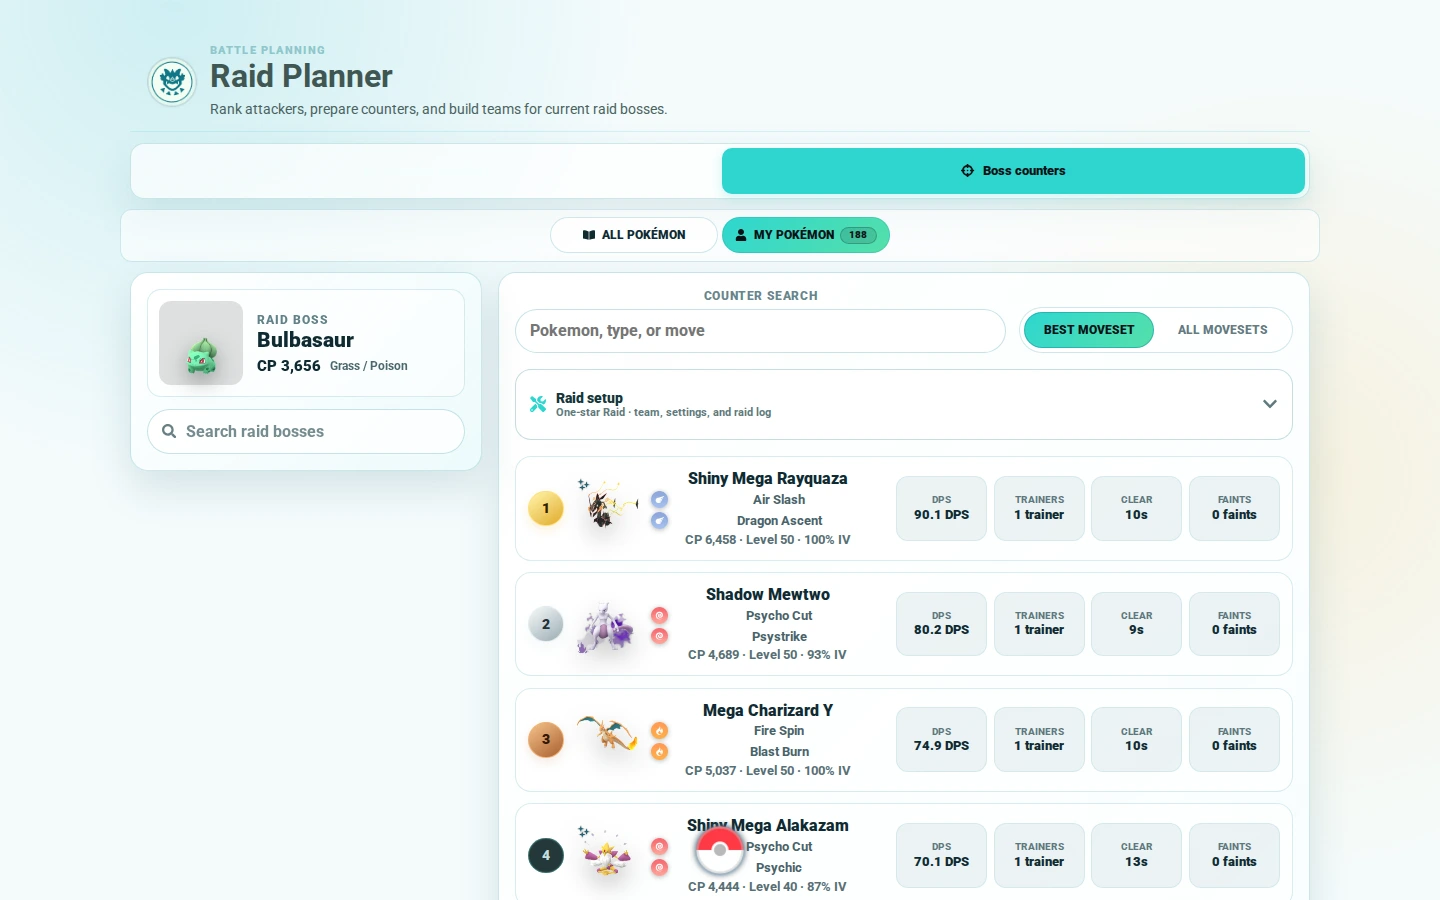 BATTLE PLANNING
Raid Planner
Rank attackers, prepare counters, and build teams for current raid bosses.
Boss counters
ALL POKÉMON
MY POKÉMON 188
RAID BOSS
Bulbasaur
CP 3,656 Grass / Poison
Search raid bosses
COUNTER SEARCH
Pokemon, type, or move
BEST MOVESET
ALL MOVESETS
Raid setup
One-star Raid · team, settings, and raid log
1
Shiny Mega Rayquaza
Air Slash
Dragon Ascent
CP 6,458 · Level 50 · 100% IV
DPS
90.1 DPS
TRAINERS
1 trainer
CLEAR
10s
FAINTS
0 faints
2
Shadow Mewtwo
Psycho Cut
Psystrike
CP 4,689 · Level 50 · 93% IV
DPS
80.2 DPS
TRAINERS
1 trainer
CLEAR
9s
FAINTS
0 faints
3
Mega Charizard Y
Fire Spin
Blast Burn
CP 5,037 · Level 50 · 100% IV
DPS
74.9 DPS
TRAINERS
1 trainer
CLEAR
10s
FAINTS
0 faints
4
Shiny Mega Alakazam
Psycho Cut
Psychic
CP 4,444 · Level 40 · 87% IV
DPS
70.1 DPS
TRAINERS
1 trainer
CLEAR
13s
FAINTS
0 faints